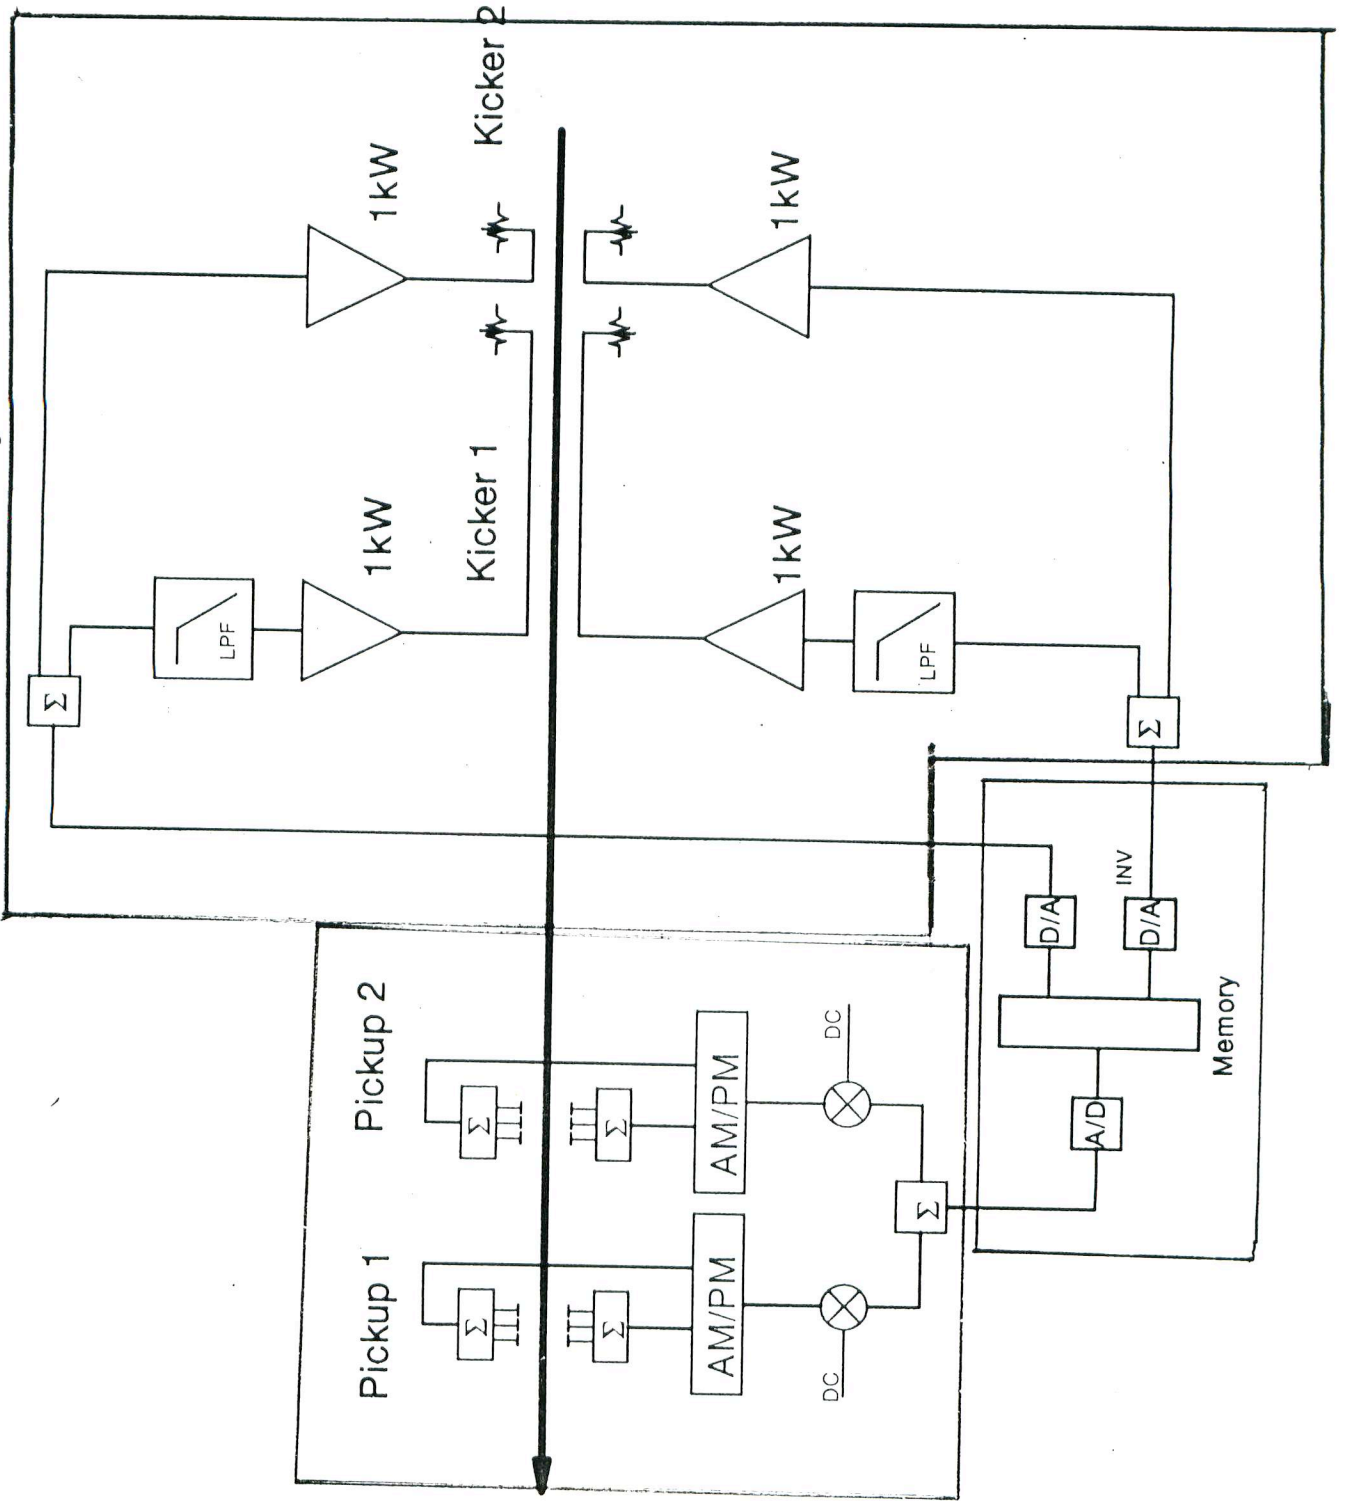 Pickup 1
Pickup 2
Kicker 1
Kicker 2
Σ
Σ
Σ
Σ
AM/PM
AM/PM
DC
DC
Σ
A/D
Memory
D/A
D/A
INV
Σ
Σ
LPF
LPF
1kW
1kW
1kW
1kW